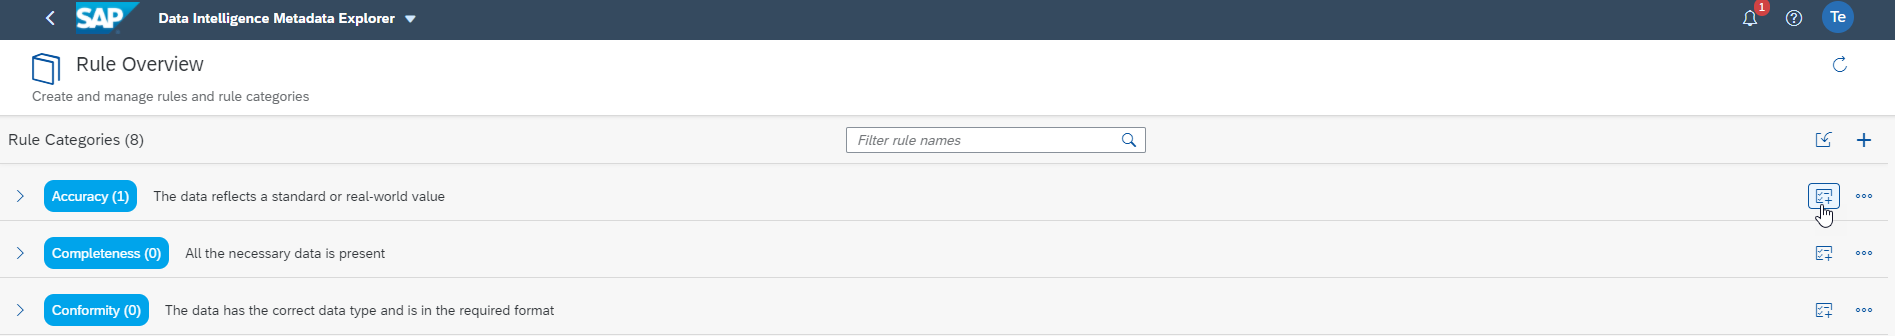 SAP Data Intelligence Metadata Explorer 1 Te
Rule Overview
Create and manage rules and rule categories
Rule Categories (8) Filter rule names
Accuracy (1) The data reflects a standard or real-world value
Completeness (0) All the necessary data is present
Conformity (0) The data has the correct data type and is in the required format